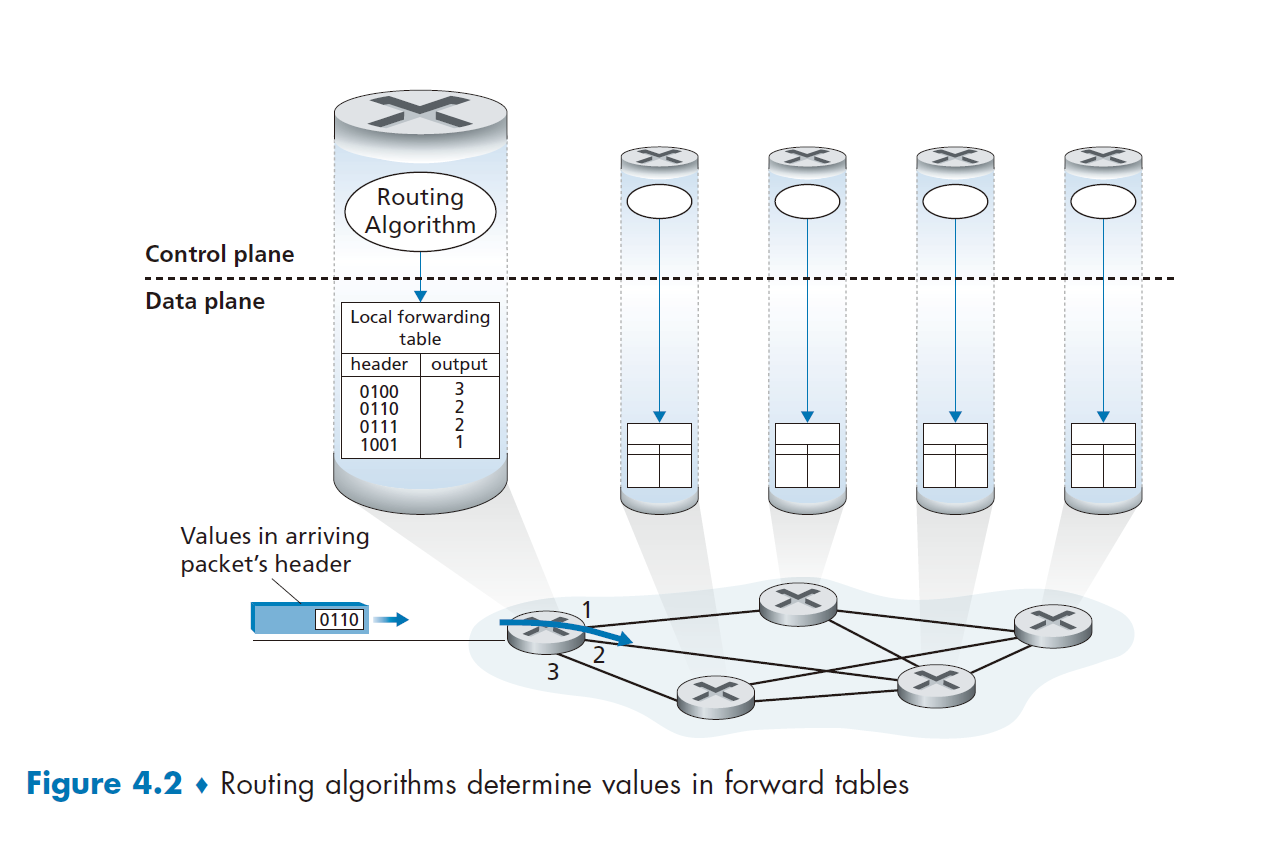 Routing
Algorithm
Control plane
Data plane
Local forwarding
table
header output
0100 3
0110 2
0111 2
1001 1
Values in arriving
packet's header
0110
1
2
3
Figure 4.2 ♦ Routing algorithms determine values in forward tables